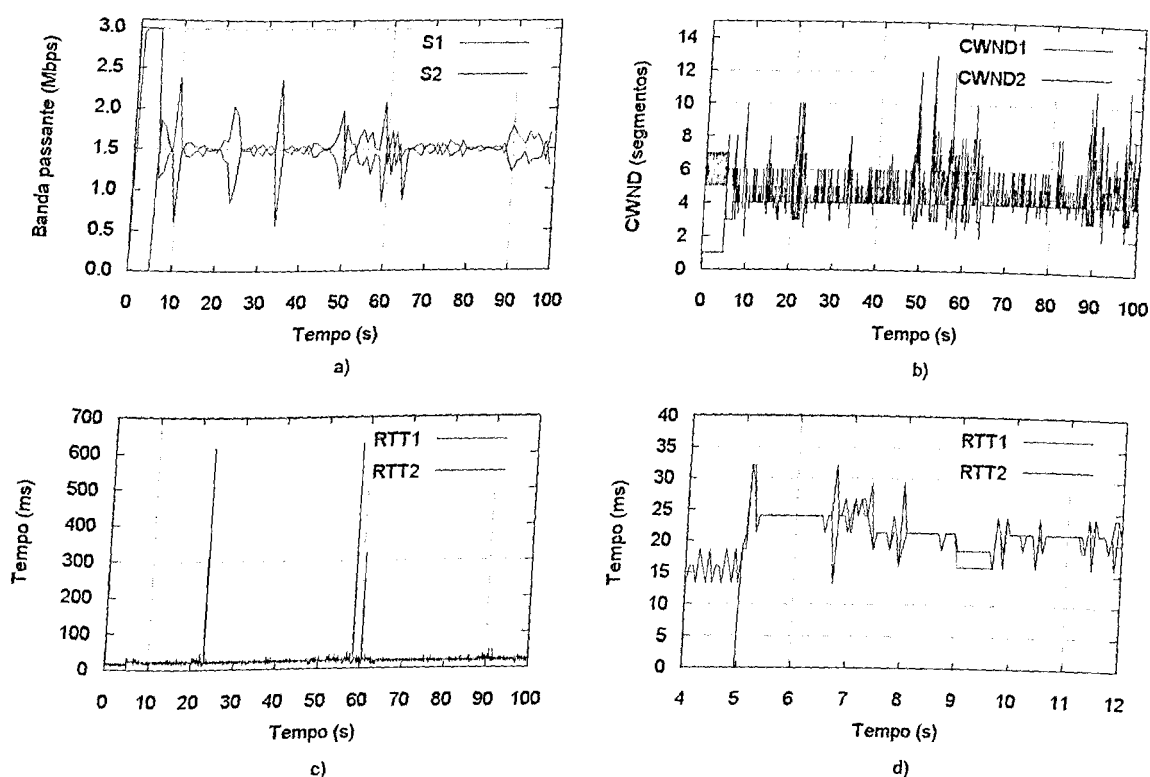 Banda passante (Mbps)
3.0
2.5
2.0
1.5
1.0
0.5
0.0
S1
S2
0 10 20 30 40 50 60 70 80 90 100
Tempo (s)
a)
CWND (segmentos)
14
12
10
8
6
4
2
0
CWND1
CWND2
0 10 20 30 40 50 60 70 80 90 100
Tempo (s)
b)
Tempo (ms)
700
600
500
400
300
200
100
0
RTT1
RTT2
0 10 20 30 40 50 60 70 80 90 100
Tempo (s)
c)
Tempo (ms)
40
35
30
25
20
15
10
5
0
RTT1
RTT2
4 5 6 7 8 9 10 11 12
Tempo (s)
d)